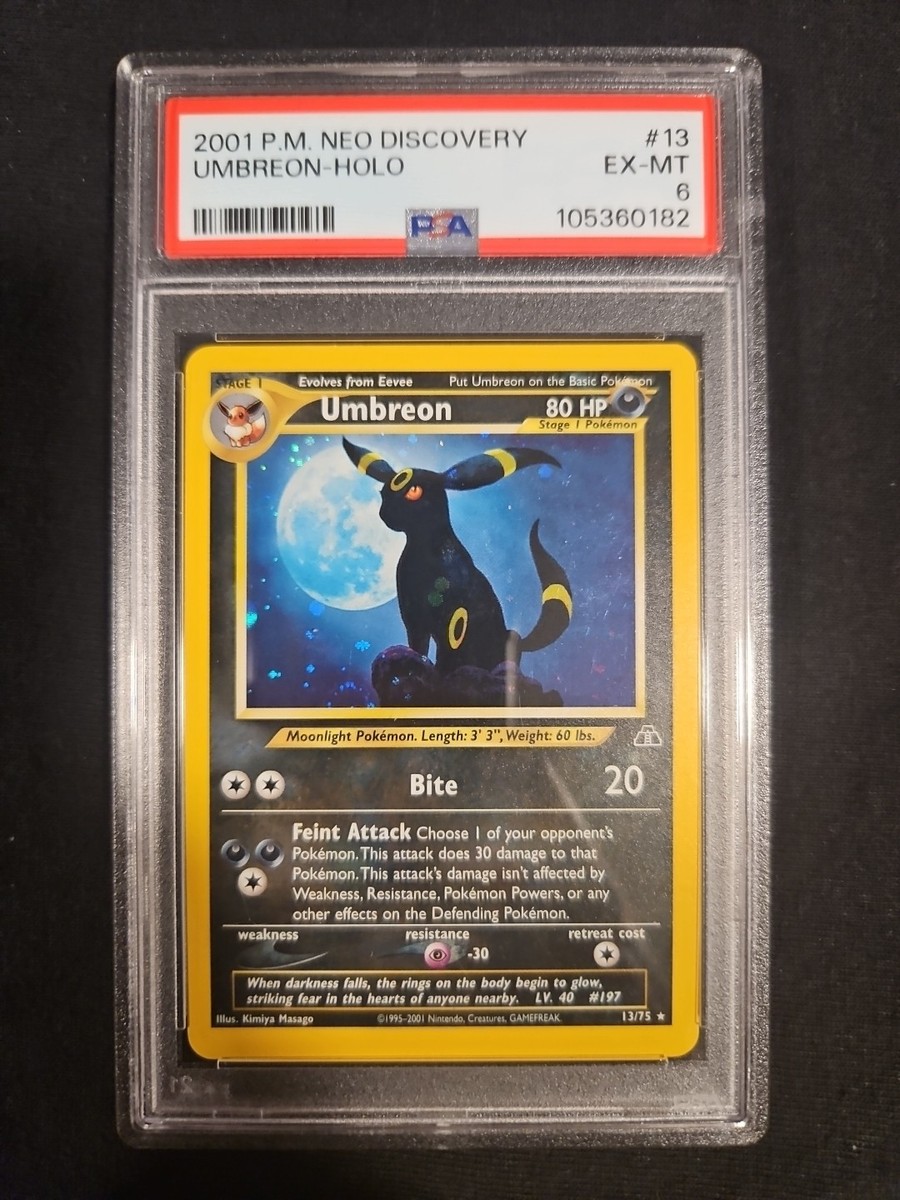 2001 P.M. NEO DISCOVERY #13
UMBREON-HOLO EX-MT
6
PSA 105360182
STAGE 1 Evolves from Eevee Put Umbreon on the Basic Pokémon
Umbreon 80 HP
Stage 1 Pokémon
Moonlight Pokémon. Length: 3' 3", Weight: 60 lbs.
Bite 20
Feint Attack Choose 1 of your opponent's
Pokémon. This attack does 30 damage to that
Pokémon. This attack's damage isn't affected by
Weakness, Resistance, Pokémon Powers, or any
other effects on the Defending Pokémon.
weakness resistance retreat cost
-30
When darkness falls, the rings on the body begin to glow,
striking fear in the hearts of anyone nearby. LV. 40 #197
Illus. Kimiya Masago ©1995-2001 Nintendo, Creatures, GAMEFREAK. 13/75 ★